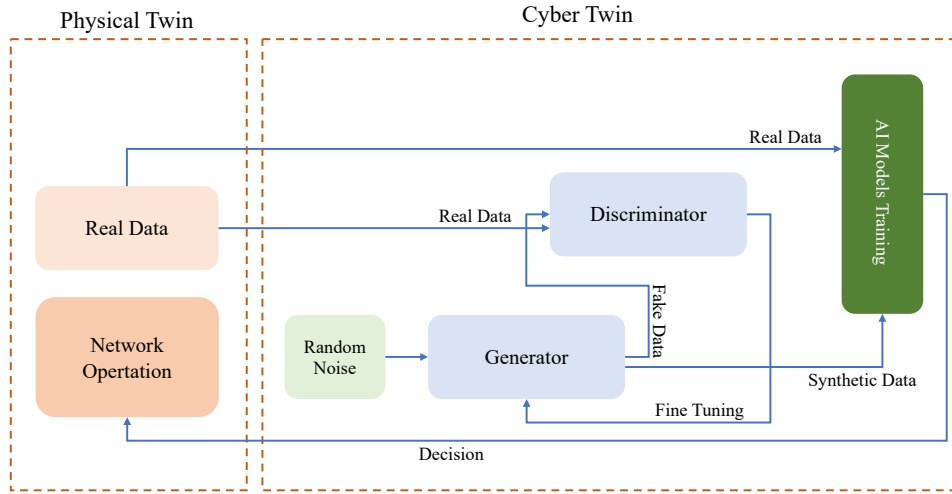 Physical Twin
Cyber Twin
Real Data
AI Models Training
Real Data
Real Data
Discriminator
Fake Data
Network
Opertation
Random
Noise
Generator
Synthetic Data
Fine Tuning
Decision